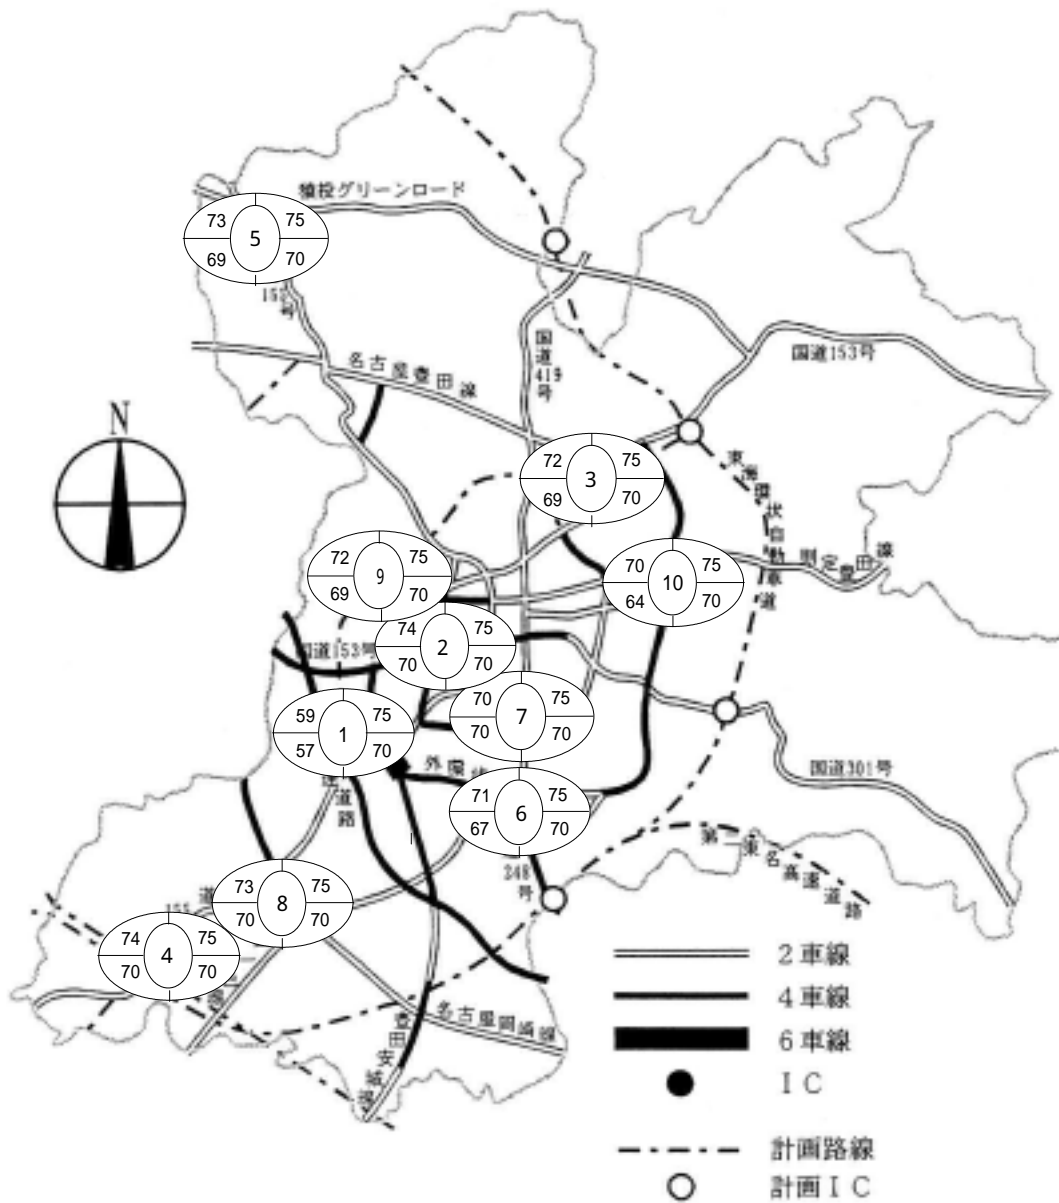 猿投グリーンロード
73 75
5
69 70
155
号
名古屋豊田線
国道419号
国道153号
N
72 75
3
69 70
東海環状自動車道
72 75
9
69 70
70 75
10
64 70
則定豊田線
74 75
2
70 70
国道153号
70 75
7
70 70
59 75
1
57 70
道路
外環状
国道301号
71 75
6
67 70
第二東名高速道路
248号
73 75
8
70 70
道
155
74 75
4
70 70
名古屋岡崎線
豊田安城線
2車線
4車線
6車線
IC
計画路線
計画IC